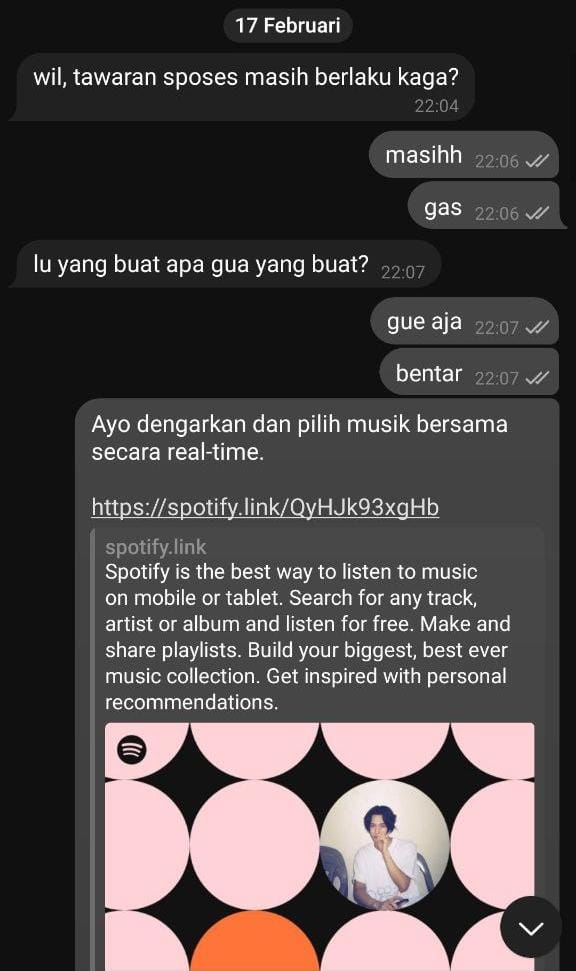 17 Februari
wil, tawaran sposes masih berlaku kaga?
22:04
masihh 22:06
gas 22:06
lu yang buat apa gua yang buat? 22:07
gue aja 22:07
bentar 22:07
Ayo dengarkan dan pilih musik bersama
secara real-time.
https://spotify.link/QyHJk93xgHb
spotify.link
Spotify is the best way to listen to music
on mobile or tablet. Search for any track,
artist or album and listen for free. Make and
share playlists. Build your biggest, best ever
music collection. Get inspired with personal
recommendations.